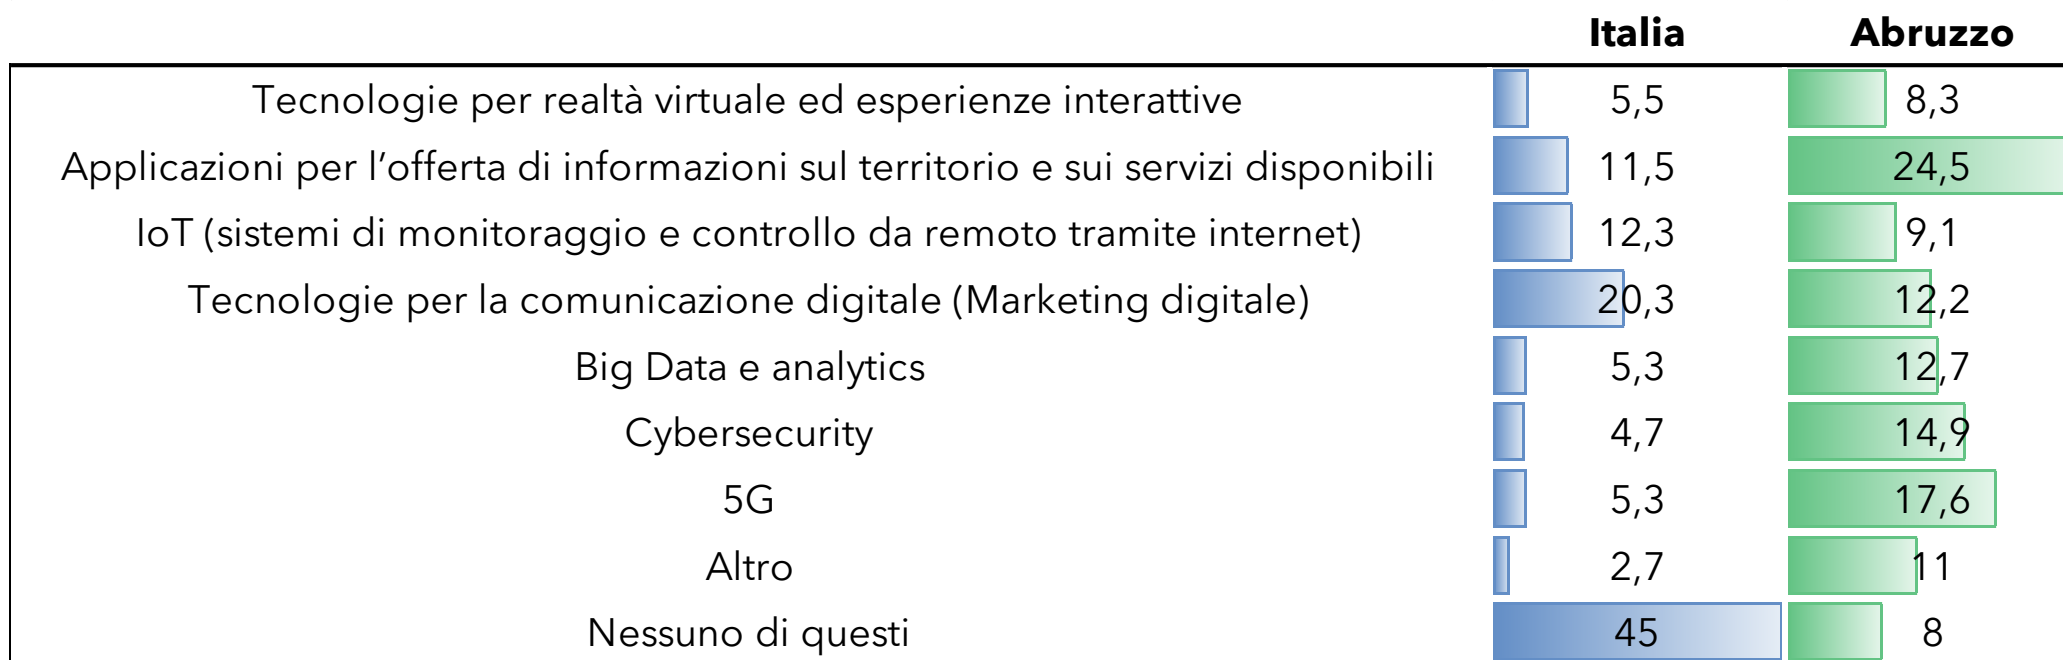 Italia Abruzzo
Tecnologie per realtà virtuale ed esperienze interattive 5,5 8,3
Applicazioni per l’offerta di informazioni sul territorio e sui servizi disponibili 11,5 24,5
IoT (sistemi di monitoraggio e controllo da remoto tramite internet) 12,3 9,1
Tecnologie per la comunicazione digitale (Marketing digitale) 20,3 12,2
Big Data e analytics 5,3 12,7
Cybersecurity 4,7 14,9
5G 5,3 17,6
Altro 2,7 11
Nessuno di questi 45 8